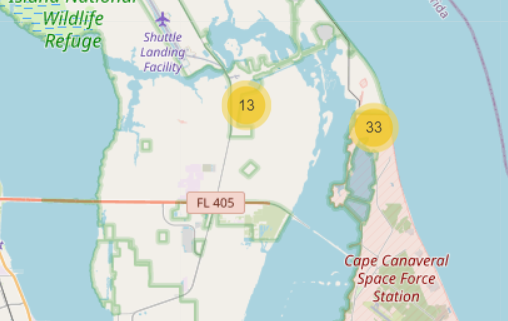 Island National
Wildlife
Refuge
Shuttle
Landing
Facility
13
33
FL 405
Cape Canaveral
Space Force
Station